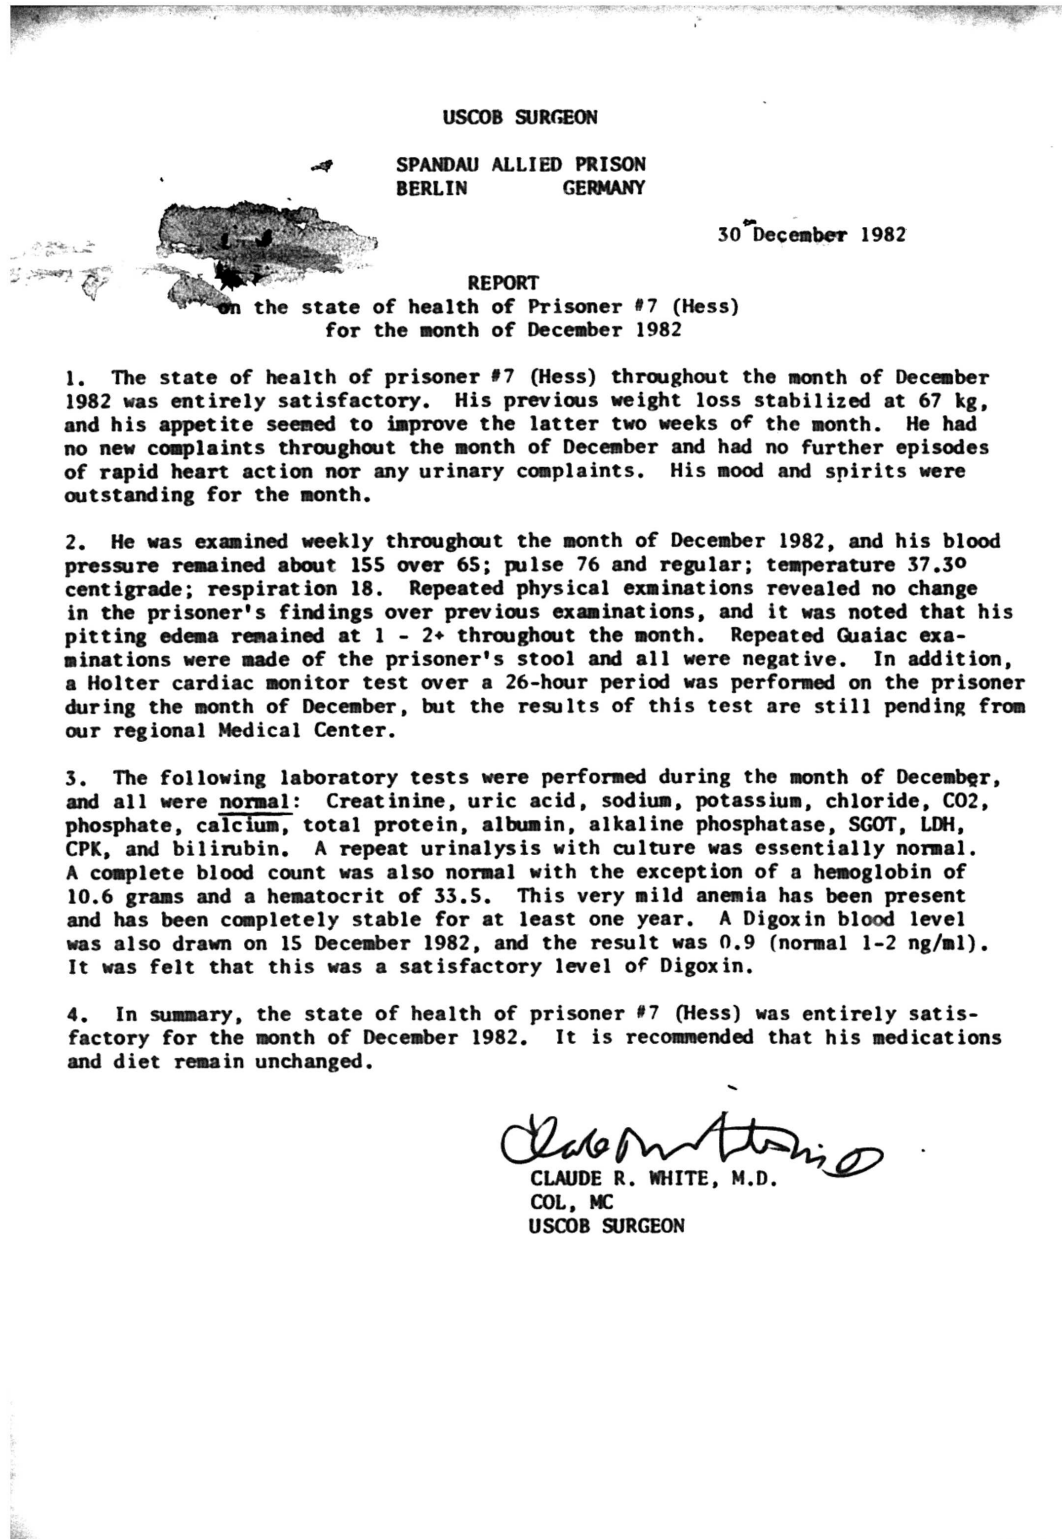 USCOB SURGEON
SPANDAU ALLIED PRISON
BERLIN GERMANY
30 December 1982
REPORT
on the state of health of Prisoner #7 (Hess)
for the month of December 1982
1. The state of health of prisoner #7 (Hess) throughout the month of December
1982 was entirely satisfactory. His previous weight loss stabilized at 67 kg,
and his appetite seemed to improve the latter two weeks of the month. He had
no new complaints throughout the month of December and had no further episodes
of rapid heart action nor any urinary complaints. His mood and spirits were
outstanding for the month.
2. He was examined weekly throughout the month of December 1982, and his blood
pressure remained about 155 over 65; pulse 76 and regular; temperature 37.3º
centigrade; respiration 18. Repeated physical exminations revealed no change
in the prisoner's findings over previous examinations, and it was noted that his
pitting edema remained at 1 - 2+ throughout the month. Repeated Guaiac exa-
minations were made of the prisoner's stool and all were negative. In addition,
a Holter cardiac monitor test over a 26-hour period was performed on the prisoner
during the month of December, but the results of this test are still pending from
our regional Medical Center.
3. The following laboratory tests were performed during the month of December,
and all were normal: Creatinine, uric acid, sodium, potassium, chloride, CO2,
phosphate, calcium, total protein, albumin, alkaline phosphatase, SGOT, LDH,
CPK, and bilirubin. A repeat urinalysis with culture was essentially normal.
A complete blood count was also normal with the exception of a hemoglobin of
10.6 grams and a hematocrit of 33.5. This very mild anemia has been present
and has been completely stable for at least one year. A Digoxin blood level
was also drawn on 15 December 1982, and the result was 0.9 (normal 1-2 ng/ml).
It was felt that this was a satisfactory level of Digoxin.
4. In summary, the state of health of prisoner #7 (Hess) was entirely satis-
factory for the month of December 1982. It is recommended that his medications
and diet remain unchanged.
CLAUDE R. WHITE, M.D.
COL, MC
USCOB SURGEON